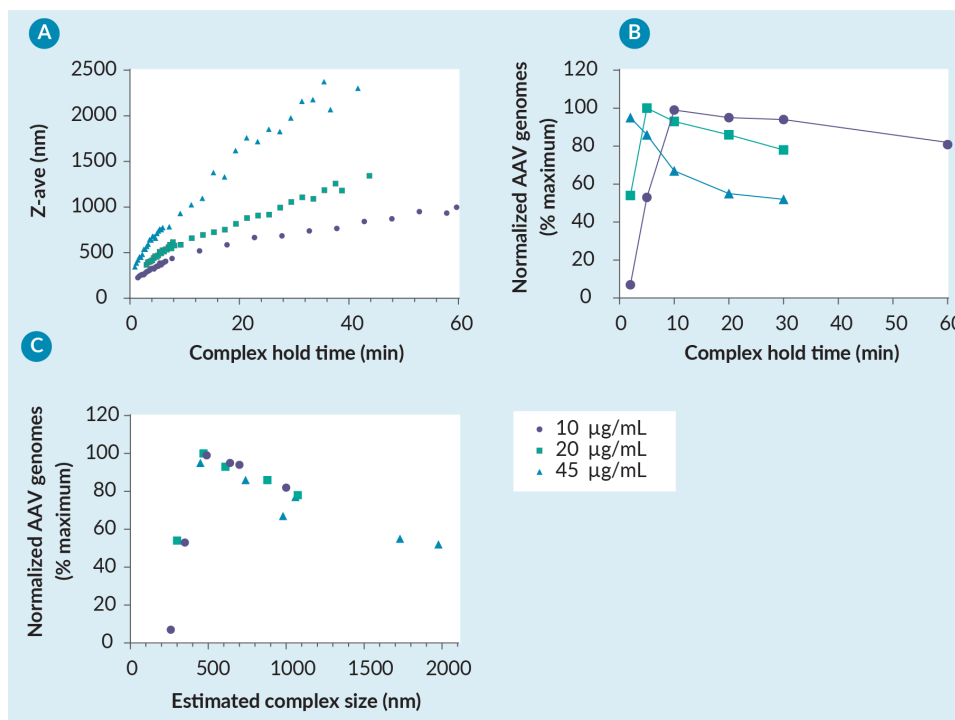 A
2500
2000
1500
1000
500
0
Z-ave (nm)
0 20 40 60
Complex hold time (min)
B
120
100
80
60
40
20
0
Normalized AAV genomes
(% maximum)
0 10 20 30 40 50 60
Complex hold time (min)
C
120
100
80
60
40
20
0
Normalized AAV genomes
(% maximum)
0 500 1000 1500 2000
Estimated complex size (nm)
10 µg/mL
20 µg/mL
45 µg/mL